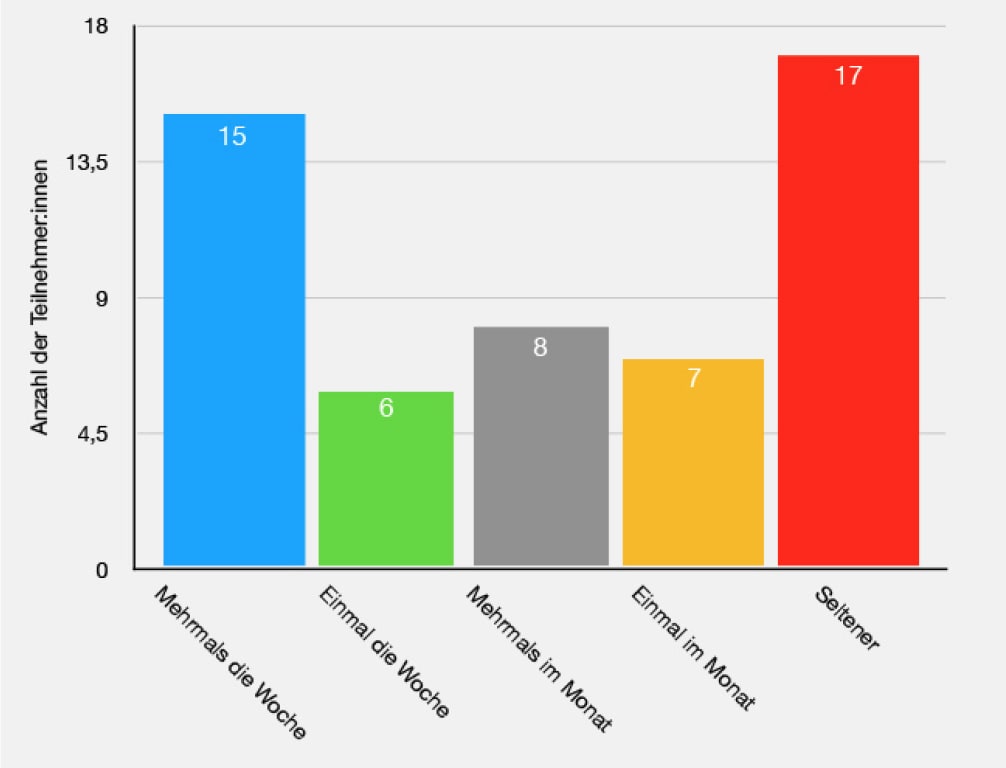 18
13,5
9
4,5
0
Anzahl der Teilnehmer:innen
15
6
8
7
17
Mehrmals die Woche
Einmal die Woche
Mehrmals im Monat
Einmal im Monat
Seltener